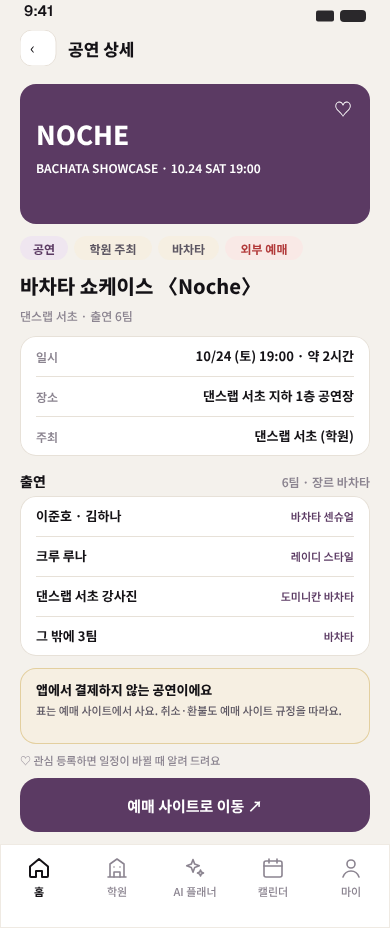 9:41
‹ 공연 상세
♡
NOCHE
BACHATA SHOWCASE · 10.24 SAT 19:00
공연 학원 주최 바차타 외부 예매
바차타 쇼케이스 〈Noche〉
댄스랩 서초 · 출연 6팀
일시 10/24 (토) 19:00 · 약 2시간
장소 댄스랩 서초 지하 1층 공연장
주최 댄스랩 서초 (학원)
출연 6팀 · 장르 바차타
이준호 · 김하나 바차타 센슈얼
크루 루나 레이디 스타일
댄스랩 서초 강사진 도미니칸 바차타
그 밖에 3팀 바차타
앱에서 결제하지 않는 공연이에요
표는 예매 사이트에서 사요. 취소·환불도 예매 사이트 규정을 따라요.
♡ 관심 등록하면 일정이 바뀔 때 알려 드려요
예매 사이트로 이동 ↗
홈 학원 AI 플래너 캘린더 마이